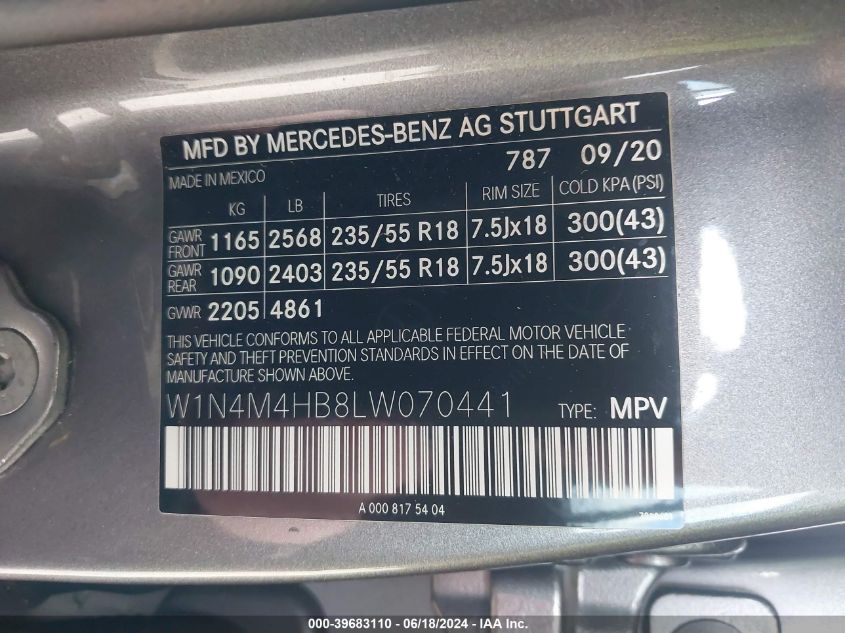 MFD BY MERCEDES-BENZ AG STUTTGART
787 09/20
MADE IN MEXICO
KG LB TIRES RIM SIZE COLD KPA (PSI)
GAWR FRONT 1165 2568 235/55 R18 7.5Jx18 300(43)
GAWR REAR 1090 2403 235/55 R18 7.5Jx18 300(43)
GVWR 2205 4861
THIS VEHICLE CONFORMS TO ALL APPLICABLE FEDERAL MOTOR VEHICLE
SAFETY AND THEFT PREVENTION STANDARDS IN EFFECT ON THE DATE OF
MANUFACTURE SHOWN ABOVE.
W1N4M4HB8LW070441 TYPE: MPV
A 000 817 54 04
000-39683110 - 06/18/2024 - IAA Inc.